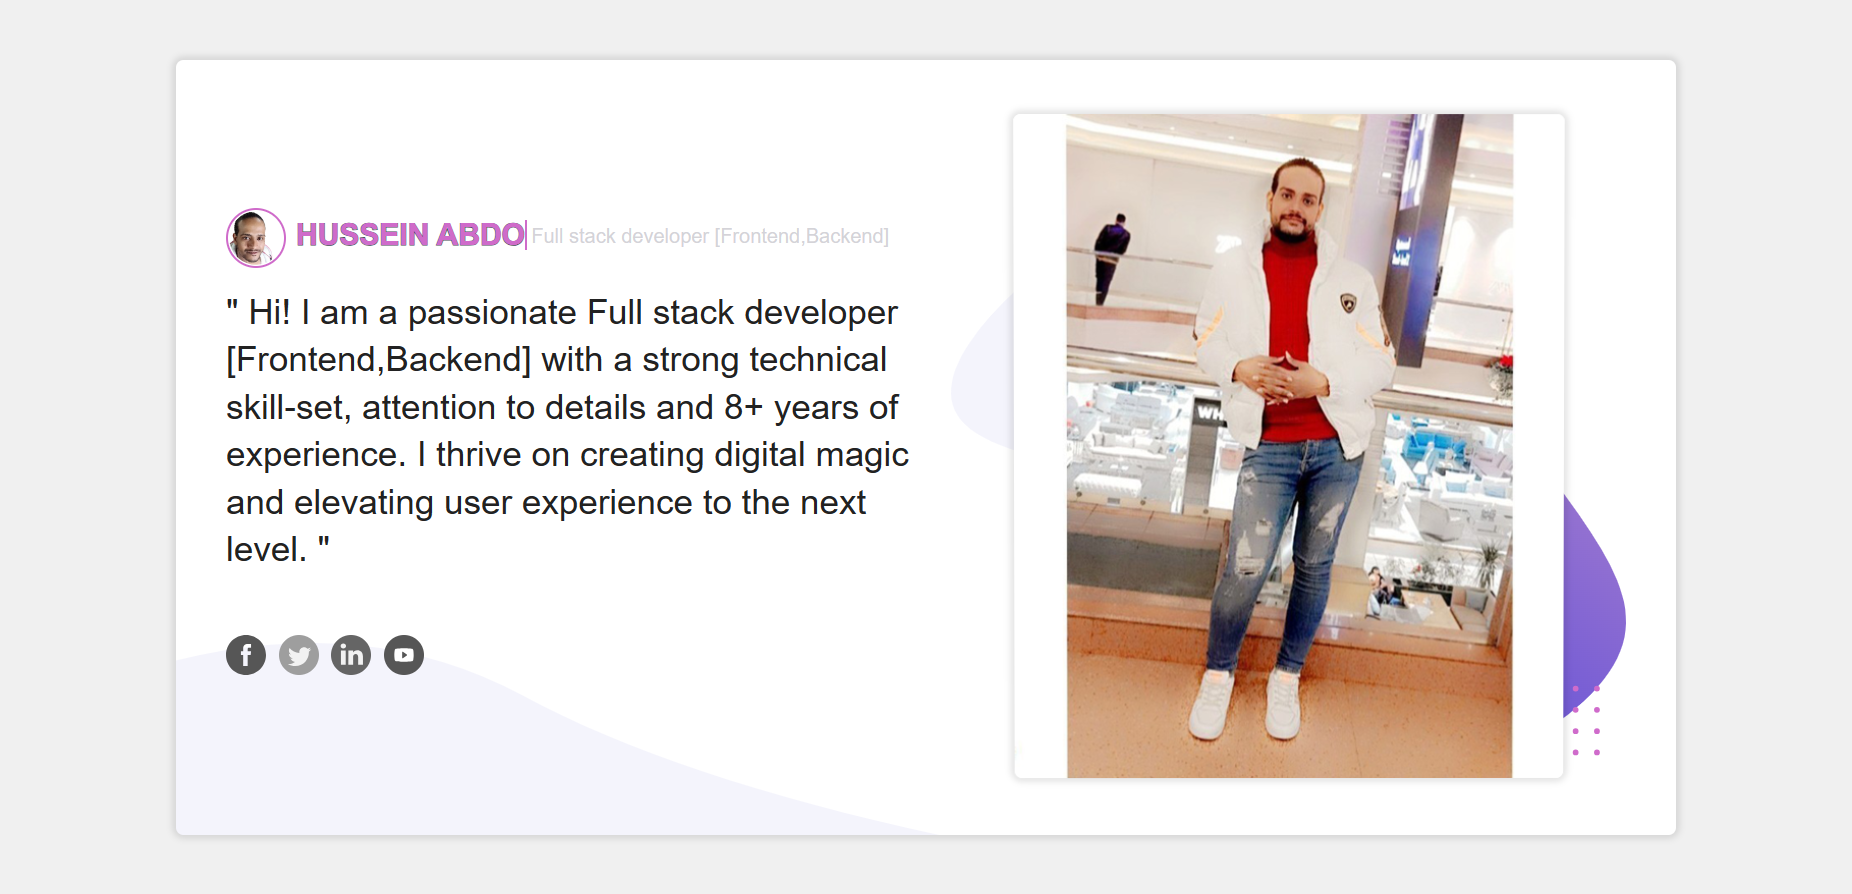 HUSSEIN ABDO Full stack developer [Frontend,Backend]
" Hi! I am a passionate Full stack developer
[Frontend,Backend] with a strong technical
skill-set, attention to details and 8+ years of
experience. I thrive on creating digital magic
and elevating user experience to the next
level. "
f in
WH